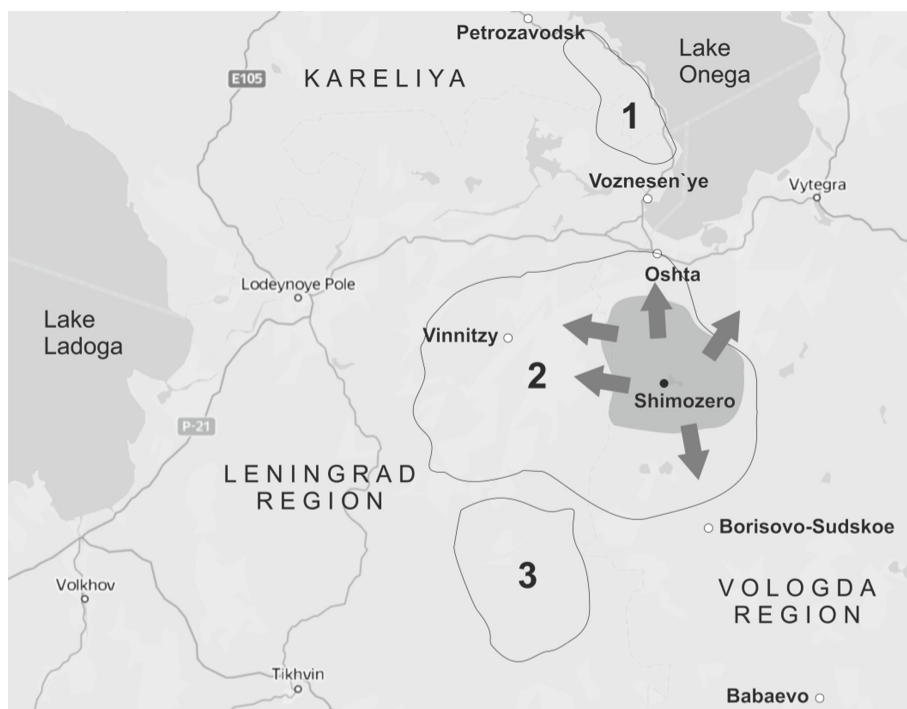 Petrozavodsk
Lake
Onega
E105
KARELIYA
1
Voznesen`ye
Vytegra
Oshta
Lodeynoye Pole
Lake
Ladoga
Vinnitzy
2
Shimozero
P-21
LENINGRAD
REGION
Borisovo-Sudskoe
3
Volkhov
VOLOGDA
REGION
Tikhvin
Babaevo